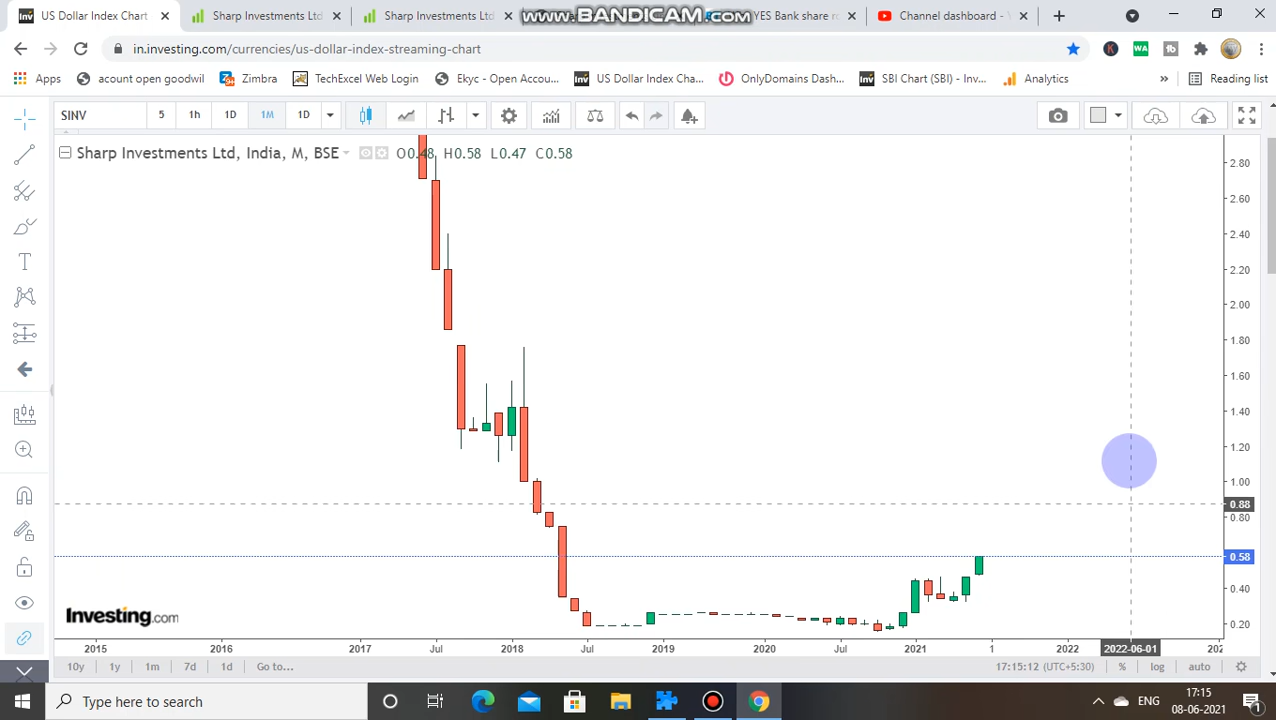 US Dollar Index Chart
Sharp Investments Ltd
Sharp Investments Ltd
www.BANDICAM.com
YES Bank share ro
Channel dashboard - Y
in.investing.com/currencies/us-dollar-index-streaming-chart
Apps
acount open goodwil
Zimbra
TechExcel Web Login
Ekyc - Open Accou...
US Dollar Index Cha...
OnlyDomains Dash...
SBI Chart (SBI) - Inv...
Analytics
»
Reading list
SINV
5
1h
1D
1M
1D
Sharp Investments Ltd, India, M, BSE
O0.48 H0.58 L0.47 C0.58
2.80
2.60
2.40
2.20
2.00
1.80
1.60
1.40
1.20
1.00
0.88
0.80
0.58
0.40
0.20
Investing.com
2015
2016
2017
Jul
2018
Jul
2019
Jul
2020
Jul
2021
1
2022
2022-06-01
202
10y
1y
1m
7d
1d
Go to...
17:15:12 (UTC+5:30)
%
log
auto
Type here to search
ENG
17:15
08-06-2021